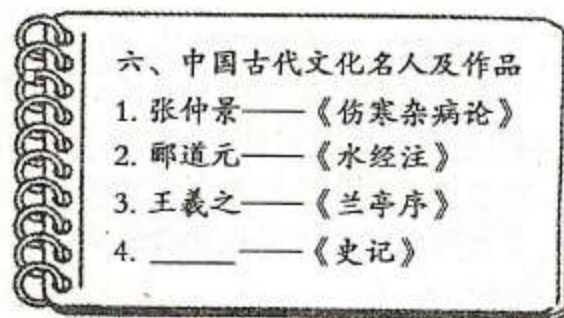 六、中国古代文化名人及作品
1. 张仲景——《伤寒杂病论》
2. 郦道元——《水经注》
3. 王羲之——《兰亭序》
4. ______——《史记》